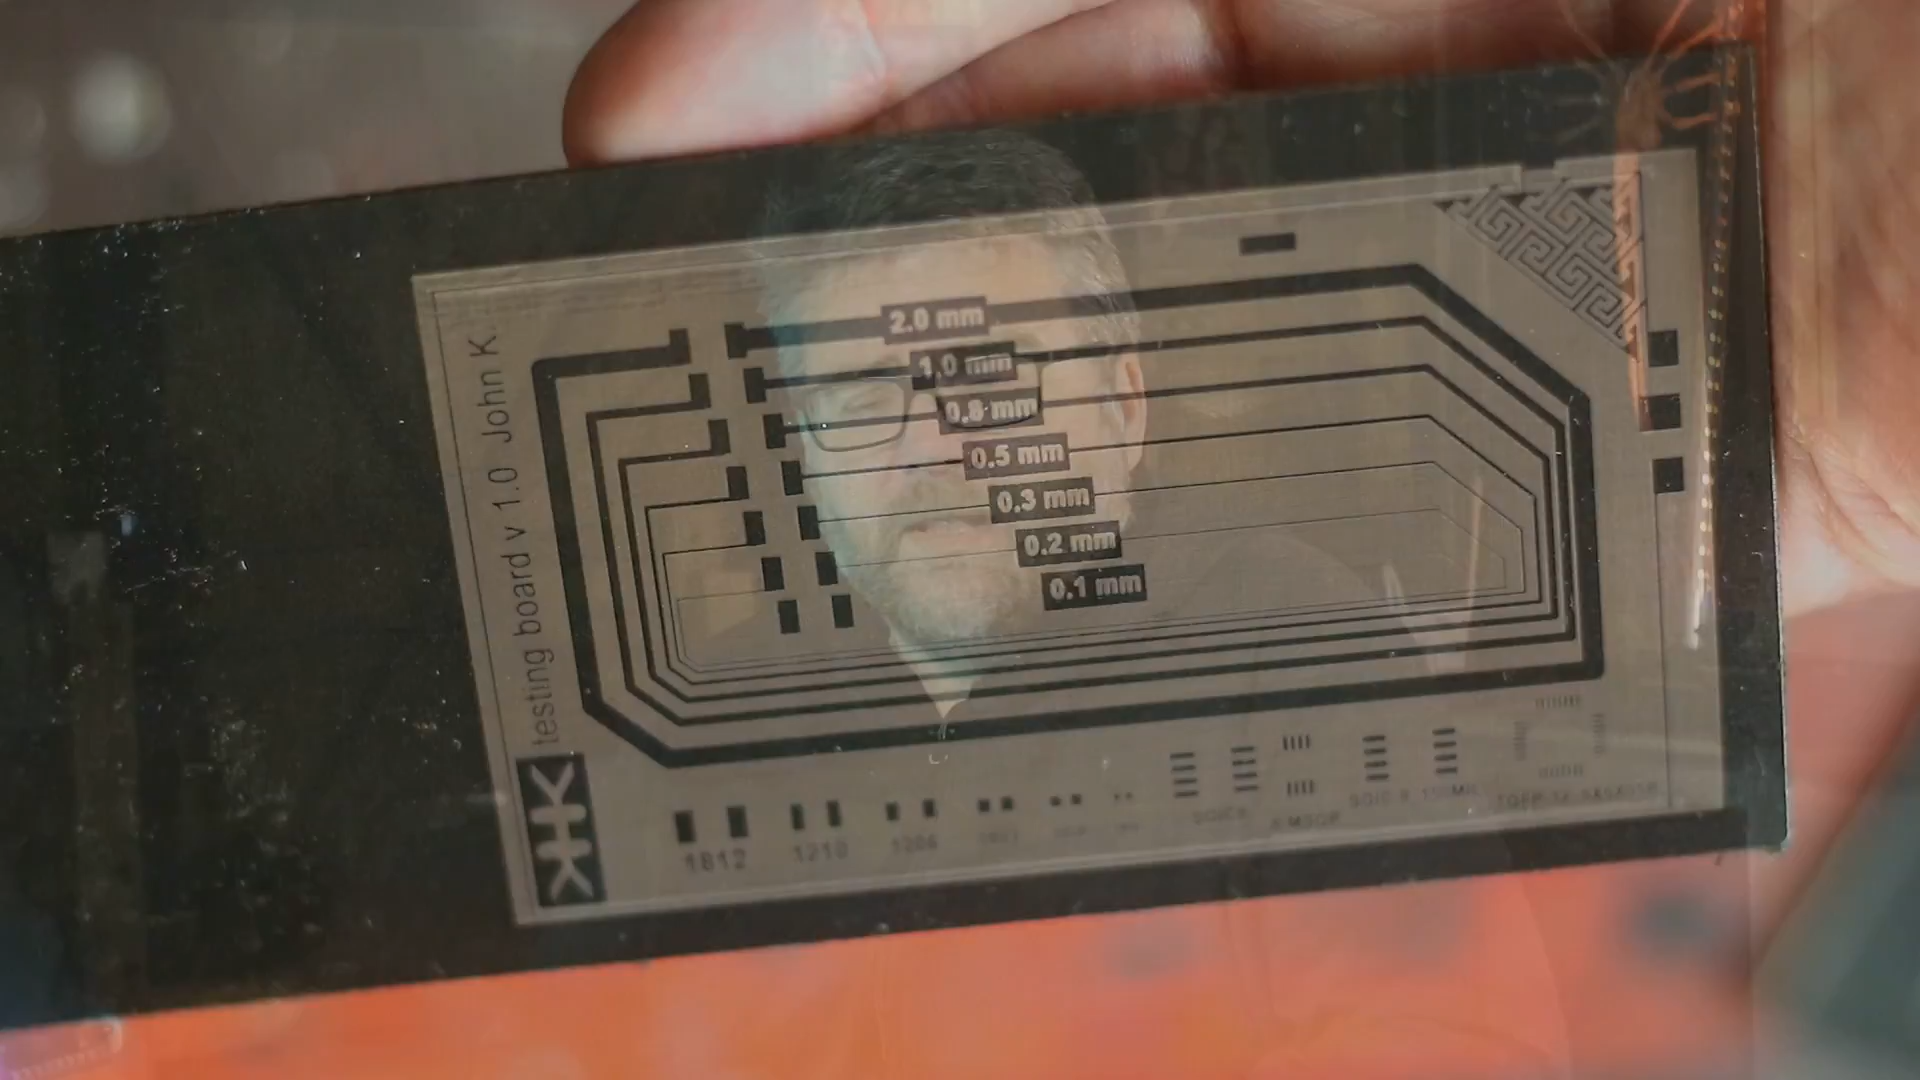 testing board v 1.0 John K.
2.0 mm
1.0 mm
0.8 mm
0.5 mm
0.3 mm
0.2 mm
0.1 mm
1812
1210
1206